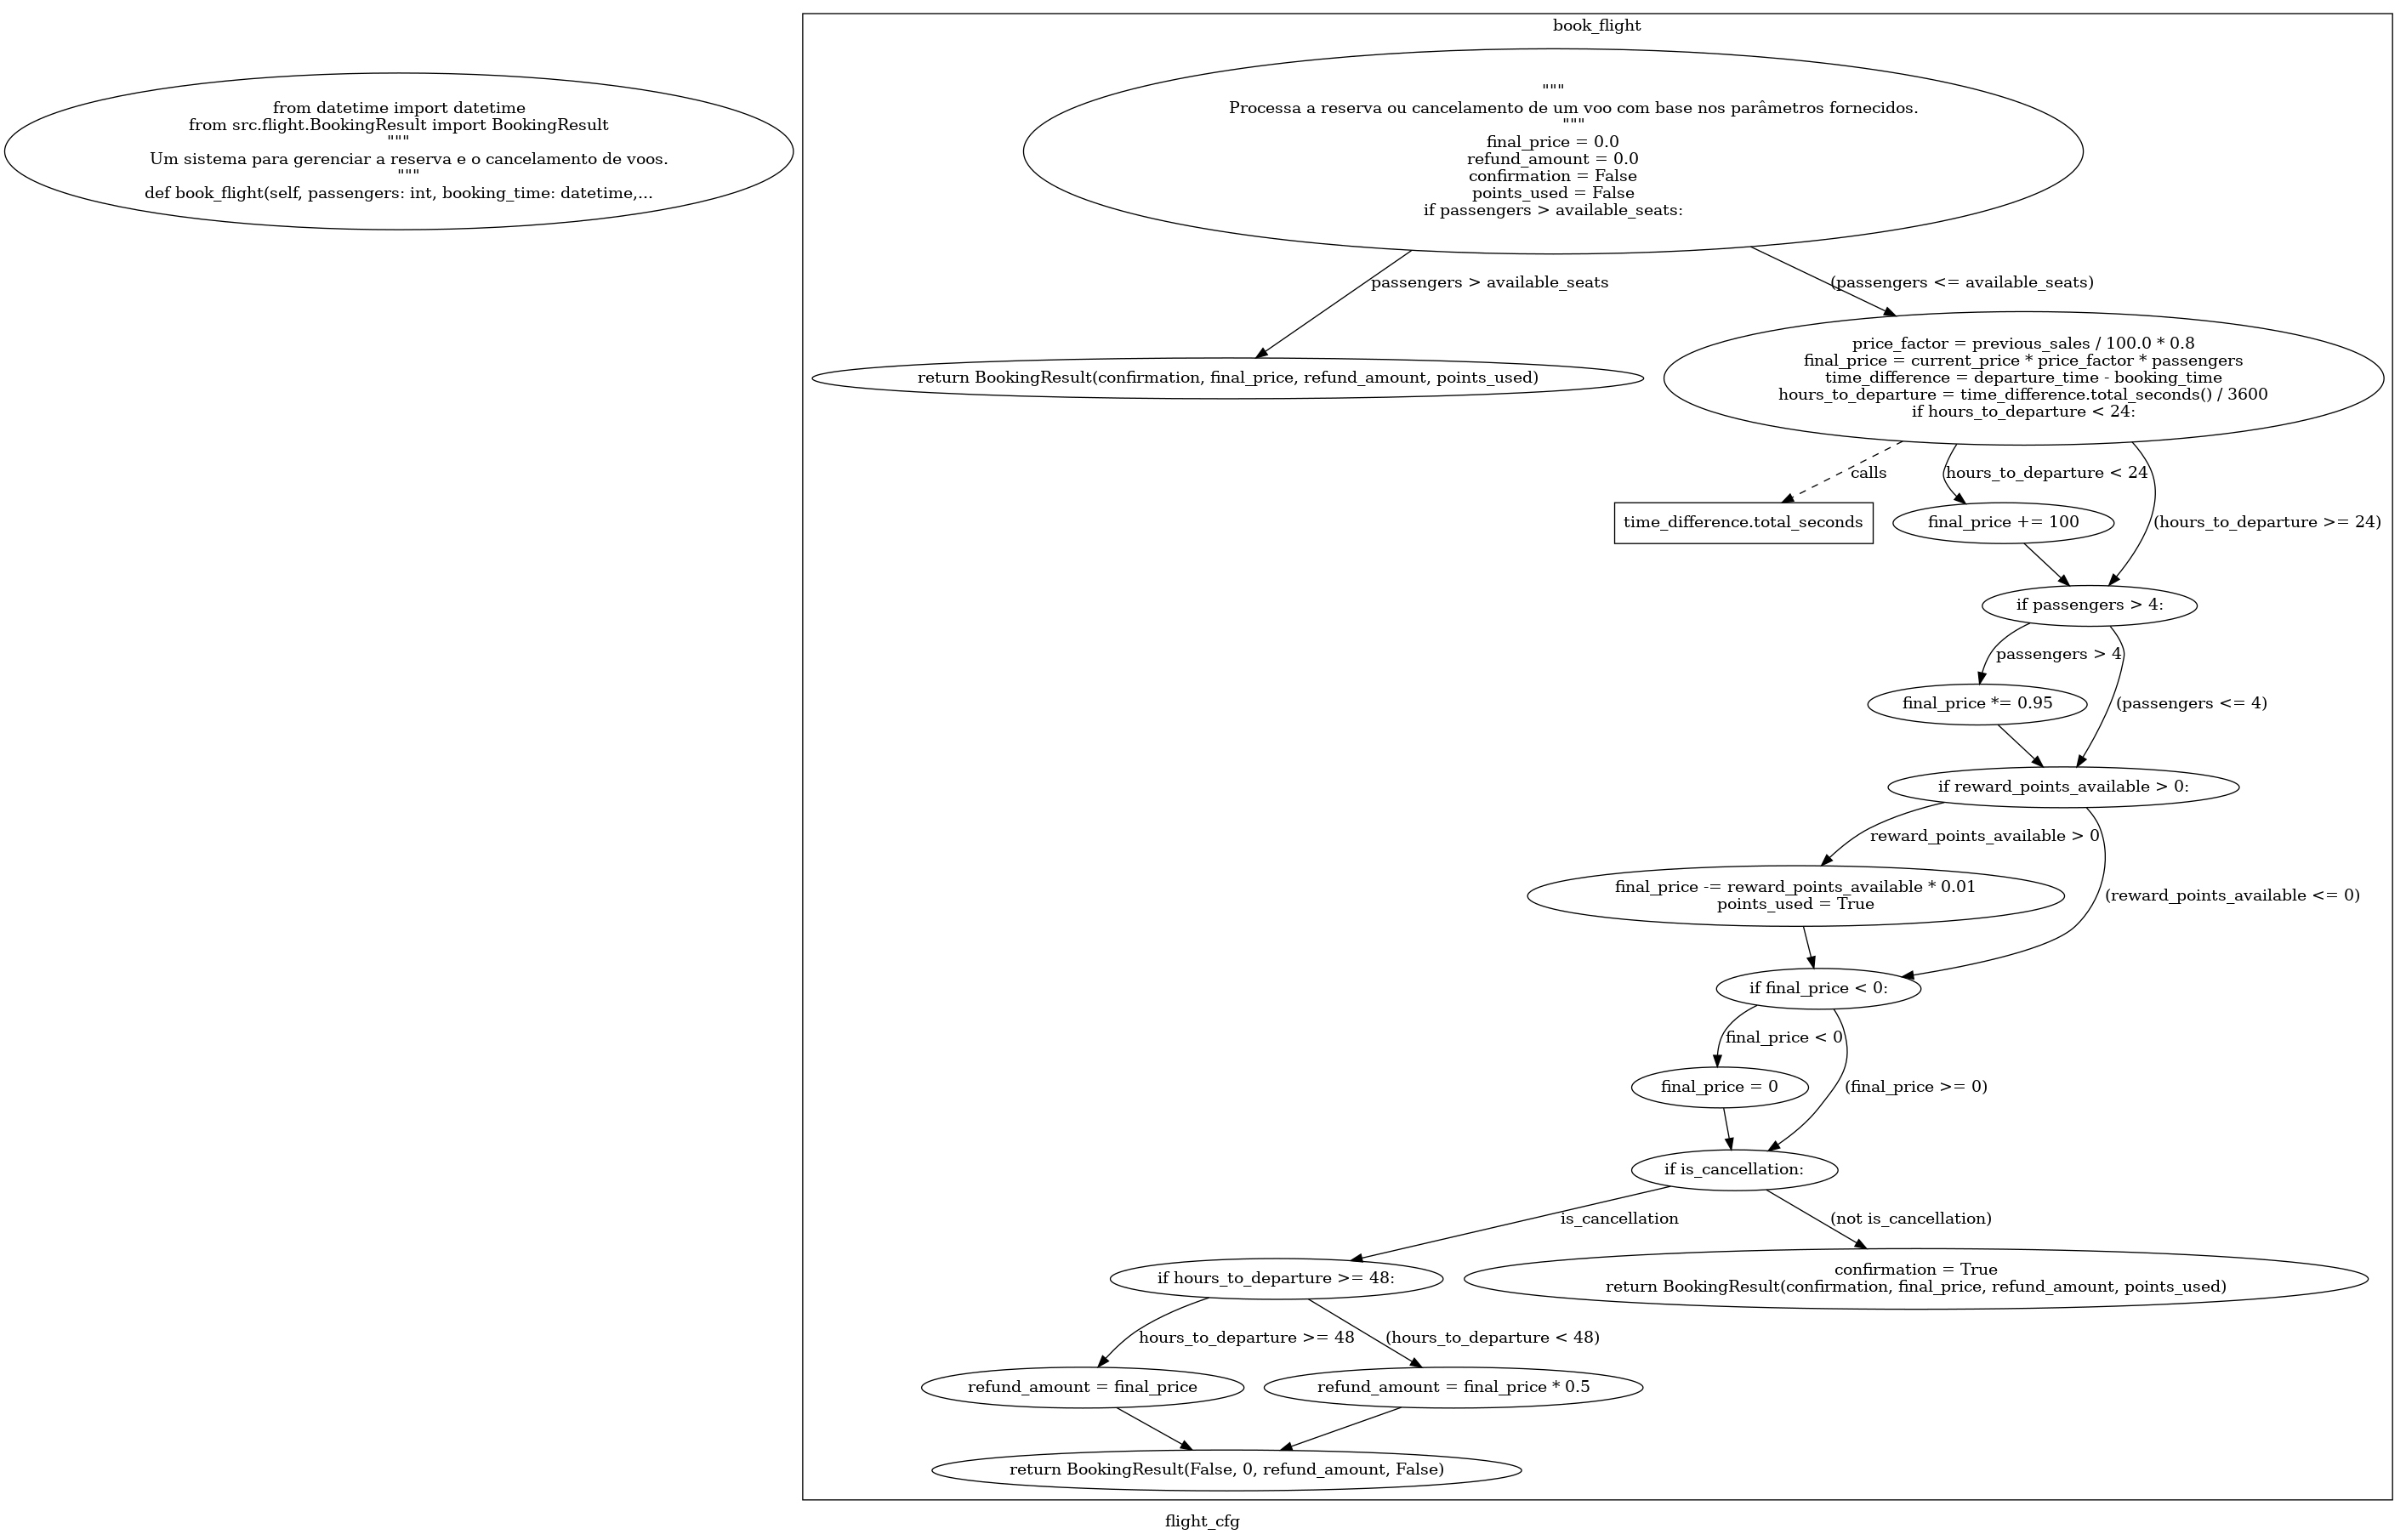 book_flight
from datetime import datetime
from src.flight.BookingResult import BookingResult
"""
Um sistema para gerenciar a reserva e o cancelamento de voos.
"""
def book_flight(self, passengers: int, booking_time: datetime,...
"""
Processa a reserva ou cancelamento de um voo com base nos parâmetros fornecidos.
"""
final_price = 0.0
refund_amount = 0.0
confirmation = False
points_used = False
if passengers > available_seats:
passengers > available_seats
(passengers <= available_seats)
return BookingResult(confirmation, final_price, refund_amount, points_used)
price_factor = previous_sales / 100.0 * 0.8
final_price = current_price * price_factor * passengers
time_difference = departure_time - booking_time
hours_to_departure = time_difference.total_seconds() / 3600
if hours_to_departure < 24:
calls
hours_to_departure < 24
time_difference.total_seconds
final_price += 100
(hours_to_departure >= 24)
if passengers > 4:
passengers > 4
final_price *= 0.95
(passengers <= 4)
if reward_points_available > 0:
reward_points_available > 0
final_price -= reward_points_available * 0.01
points_used = True
(reward_points_available <= 0)
if final_price < 0:
final_price < 0
final_price = 0
(final_price >= 0)
if is_cancellation:
is_cancellation
(not is_cancellation)
if hours_to_departure >= 48:
confirmation = True
return BookingResult(confirmation, final_price, refund_amount, points_used)
hours_to_departure >= 48
(hours_to_departure < 48)
refund_amount = final_price
refund_amount = final_price * 0.5
return BookingResult(False, 0, refund_amount, False)
flight_cfg